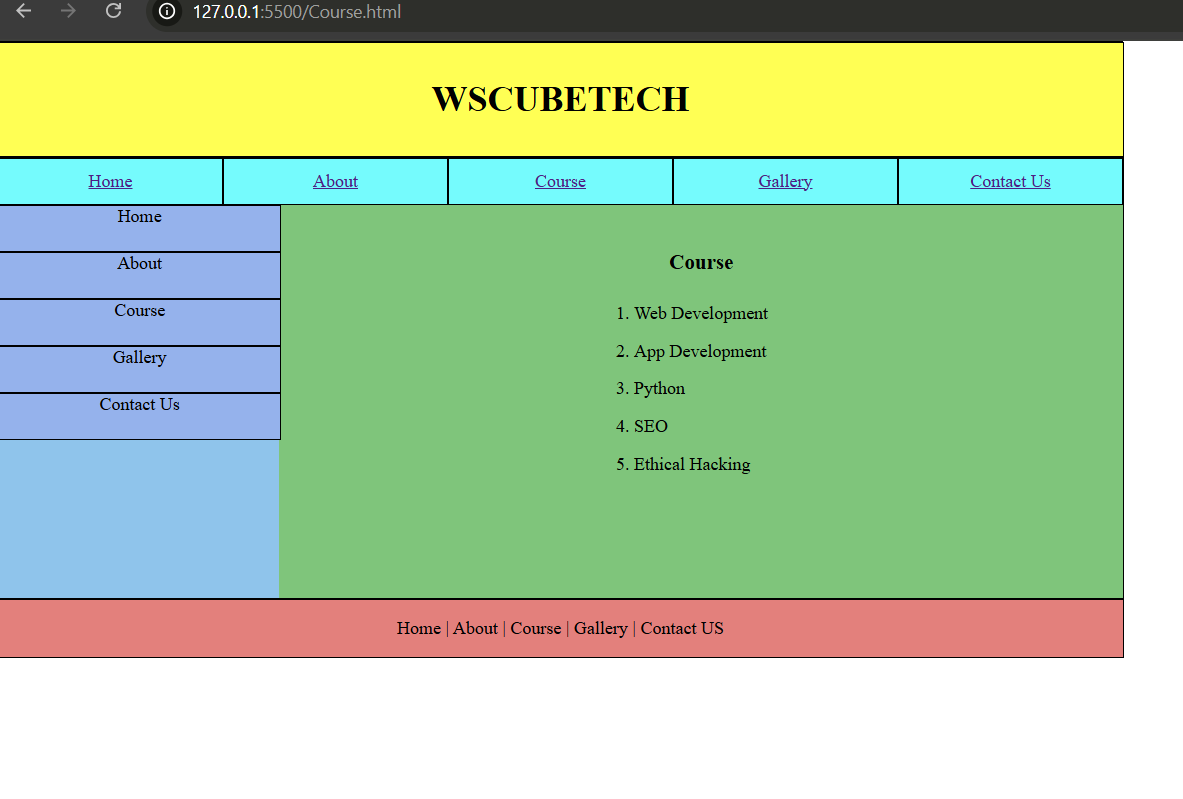 127.0.0.1:5500/Course.html
WSCUBETECH
Home About Course Gallery Contact Us
Home
About
Course
Gallery
Contact Us
Course
1. Web Development
2. App Development
3. Python
4. SEO
5. Ethical Hacking
Home | About | Course | Gallery | Contact US